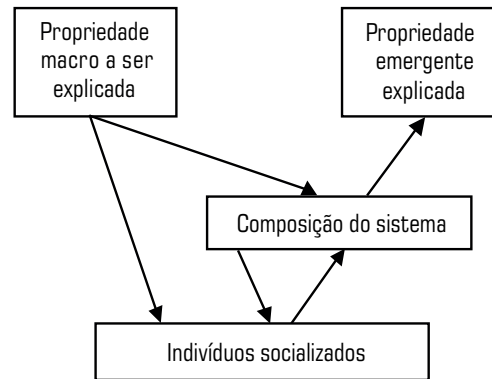 Propriedade
macro a ser
explicada
Propriedade
emergente
explicada
Composição do sistema
Indivíduos socializados